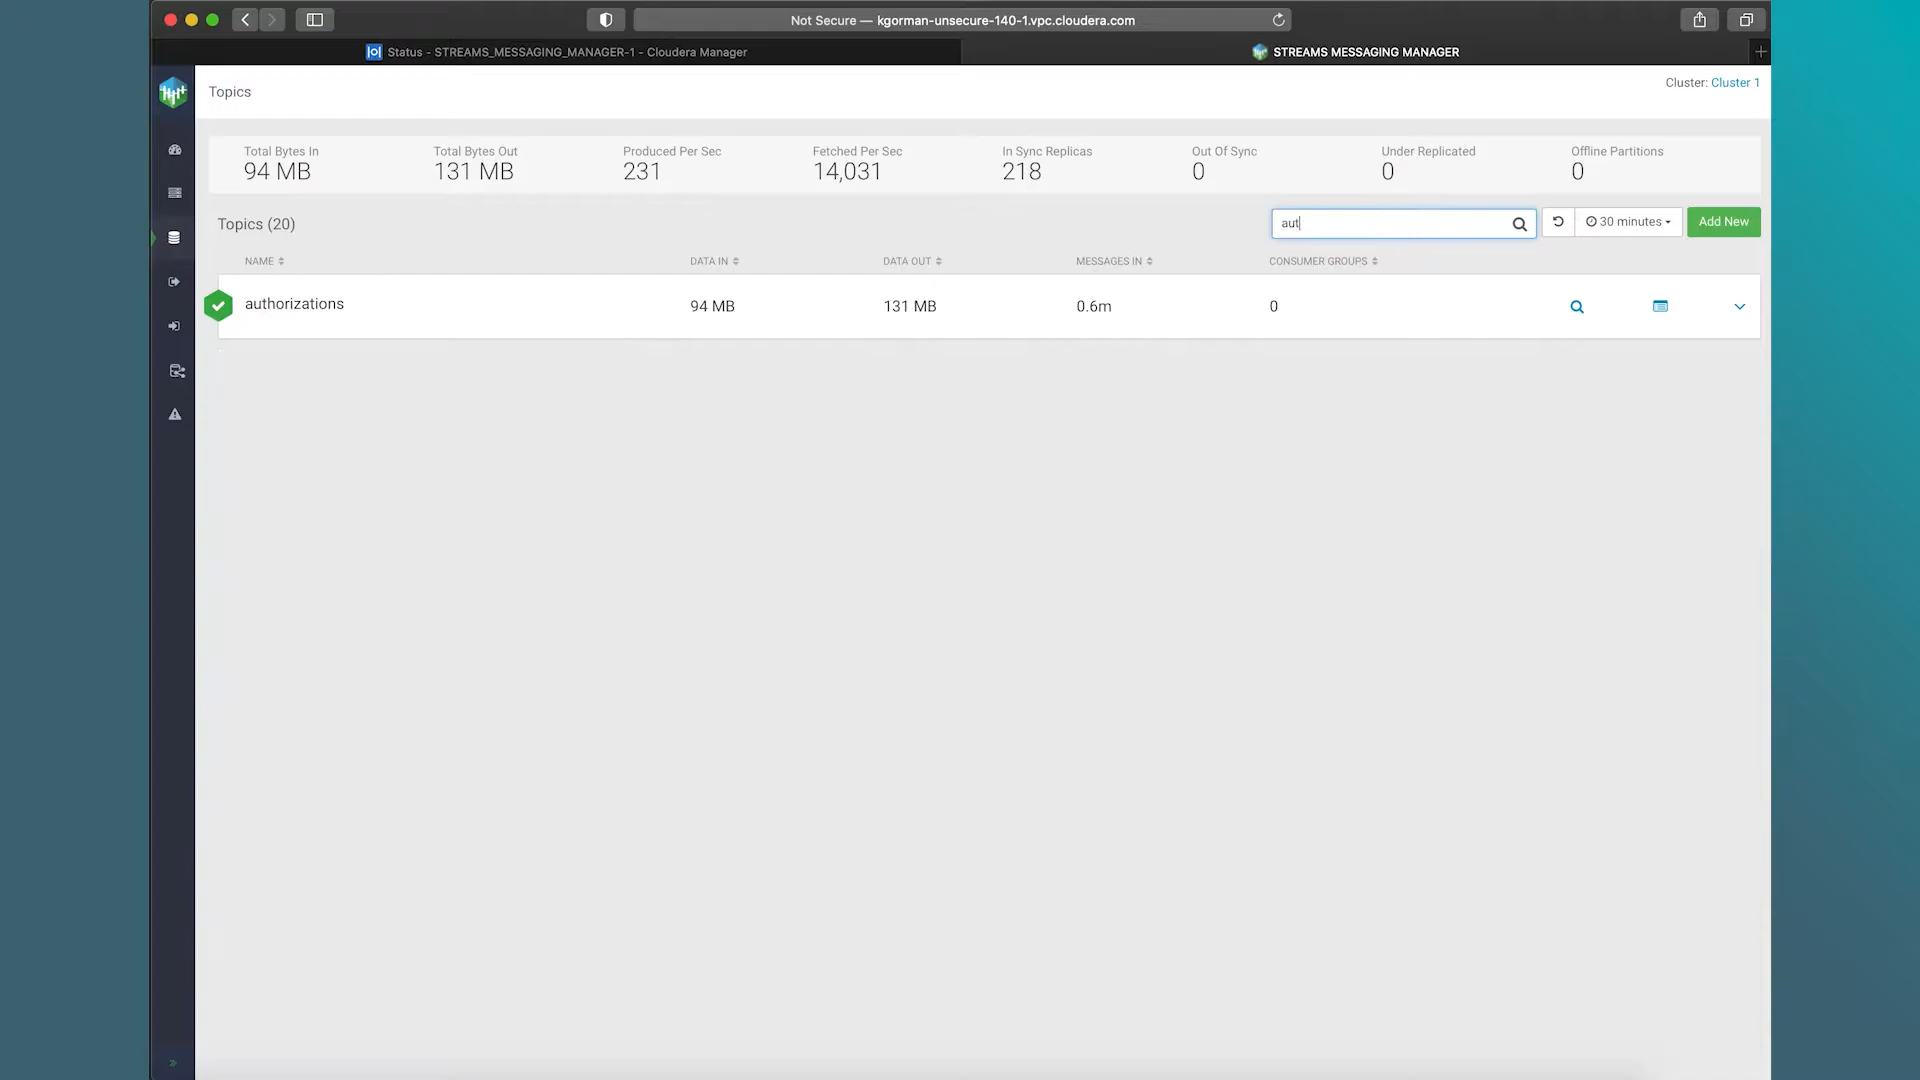 Not Secure — kgorman-unsecure-140-1.vpc.cloudera.com
Status - STREAMS_MESSAGING_MANAGER-1 - Cloudera Manager
STREAMS MESSAGING MANAGER
Topics
Cluster: Cluster 1
Total Bytes In
Total Bytes Out
Produced Per Sec
Fetched Per Sec
In Sync Replicas
Out Of Sync
Under Replicated
Offline Partitions
94 MB
131 MB
231
14,031
218
0
0
0
Topics (20)
aut
30 minutes
Add New
NAME
DATA IN
DATA OUT
MESSAGES IN
CONSUMER GROUPS
authorizations
94 MB
131 MB
0.6m
0